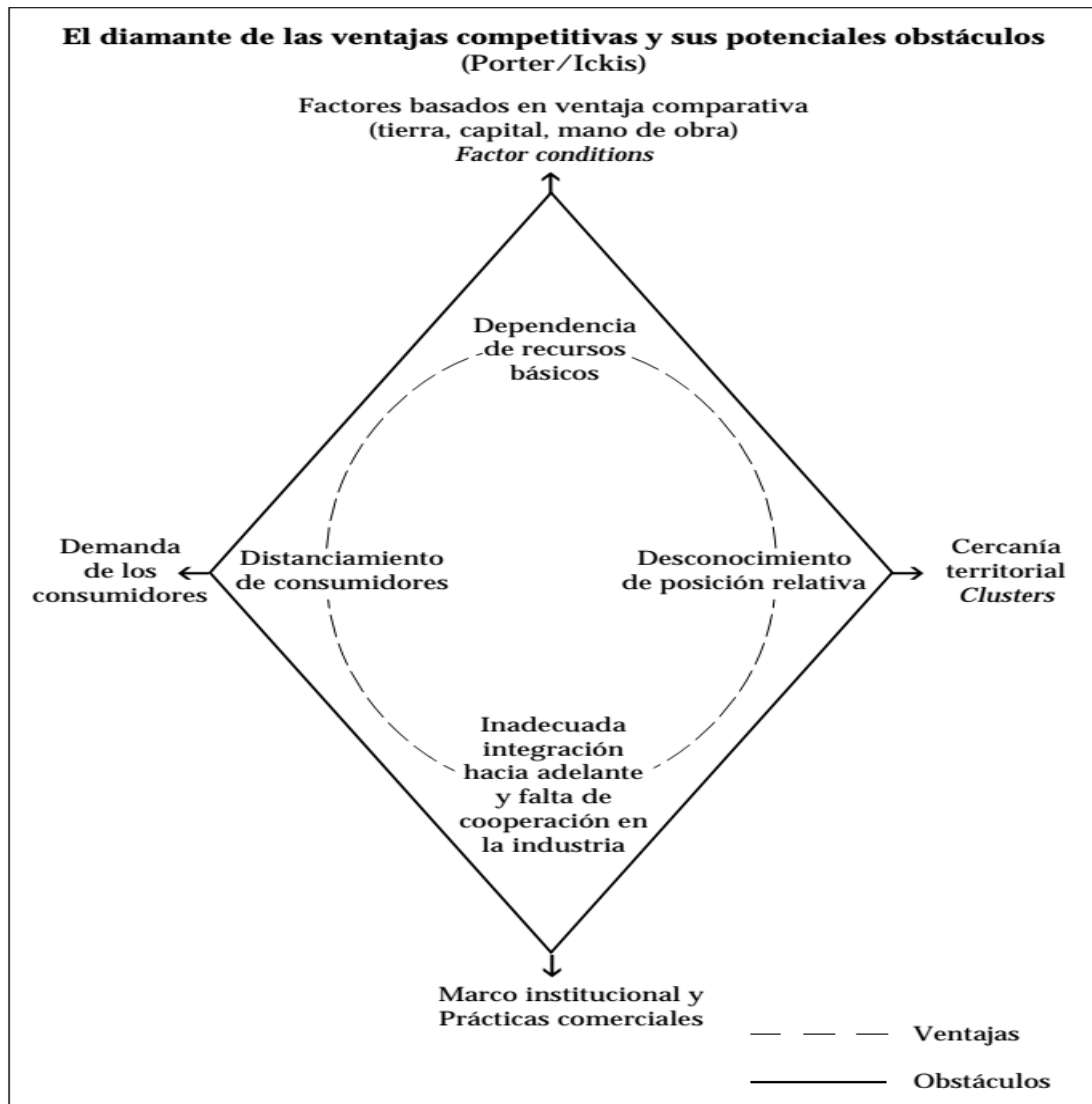 El diamante de las ventajas competitivas y sus potenciales obstáculos
(Porter/Ickis)
Factores basados en ventaja comparativa
(tierra, capital, mano de obra)
Factor conditions
Dependencia
de recursos
básicos
Demanda
de los
consumidores
Distanciamiento
de consumidores
Desconocimiento
de posición relativa
Cercanía
territorial
Clusters
Inadecuada
integración
hacia adelante
y falta de
cooperación en
la industria
Marco institucional y
Prácticas comerciales
Ventajas
Obstáculos